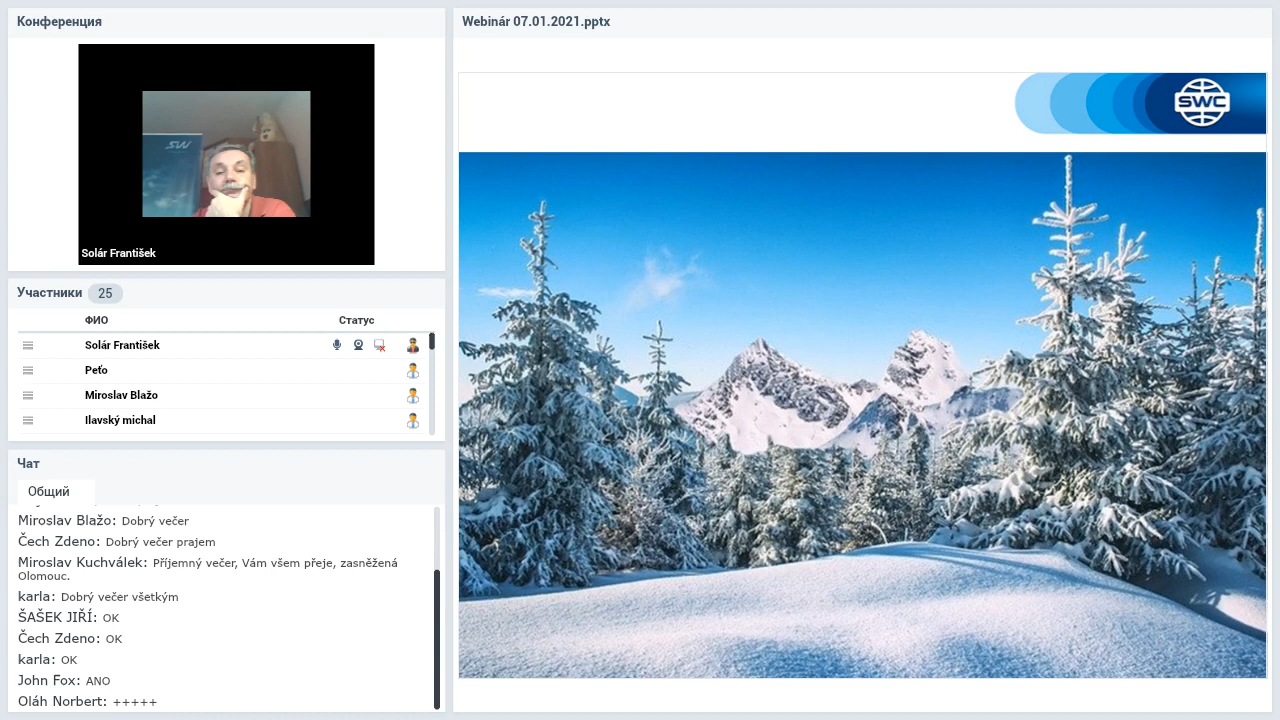 Конференция
SW
Solár František
Участники 25
ФИО Статус
Solár František
Peťo
Miroslav Blažo
Ilavský michal
Чат
Общий
Miroslav Blažo: Dobrý večer
Čech Zdeno: Dobrý večer prajem
Miroslav Kuchválek: Příjemný večer, Vám všem přeje, zasněžená
Olomouc.
karla: Dobrý večer všetkým
ŠAŠEK JIŘÍ: OK
Čech Zdeno: OK
karla: OK
John Fox: ANO
Oláh Norbert: +++++
Webinár 07.01.2021.pptx
SWC